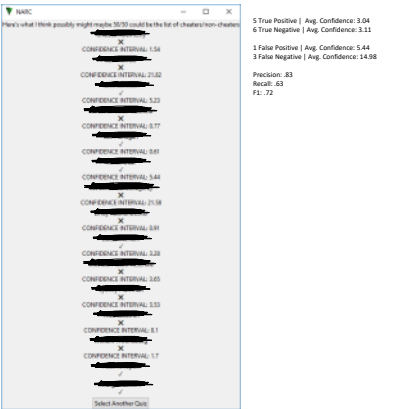 NARC
Here's what I think possibly might maybe 50/50 could be the list of cheaters/non-cheaters
CONFIDENCE INTERVAL: 1.54
CONFIDENCE INTERVAL: 21.82
CONFIDENCE INTERVAL: 5.23
CONFIDENCE INTERVAL: 0.77
CONFIDENCE INTERVAL: 0.61
CONFIDENCE INTERVAL: 5.44
CONFIDENCE INTERVAL: 21.58
CONFIDENCE INTERVAL: 0.91
CONFIDENCE INTERVAL: 3.28
CONFIDENCE INTERVAL: 3.65
CONFIDENCE INTERVAL: 3.53
CONFIDENCE INTERVAL: 8.1
CONFIDENCE INTERVAL: 1.7
Select Another Quiz
5 True Positive | Avg. Confidence: 3.04
6 True Negative | Avg. Confidence: 3.11
1 False Positive | Avg. Confidence: 5.44
3 False Negative | Avg. Confidence: 14.98
Precision: .83
Recall: .63
F1: .72